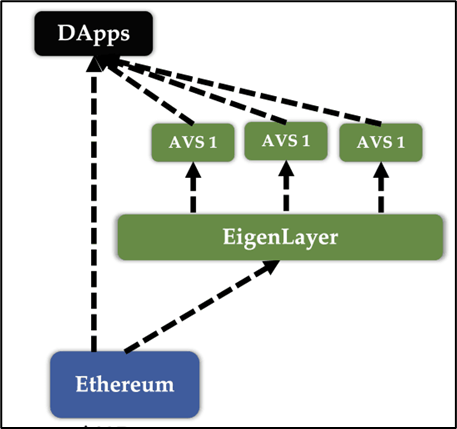 DApps
AVS 1
AVS 1
AVS 1
EigenLayer
Ethereum